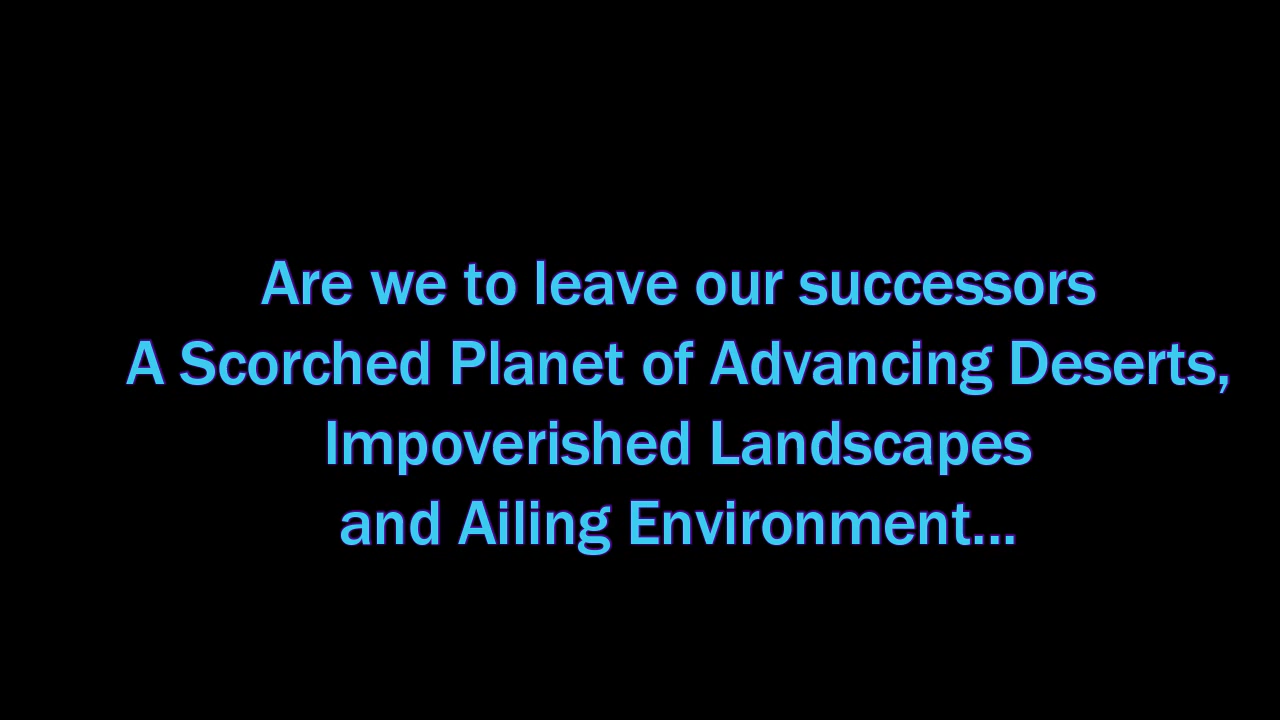 Are we to leave our successors
A Scorched Planet of Advancing Deserts,
Impoverished Landscapes
and Ailing Environment...